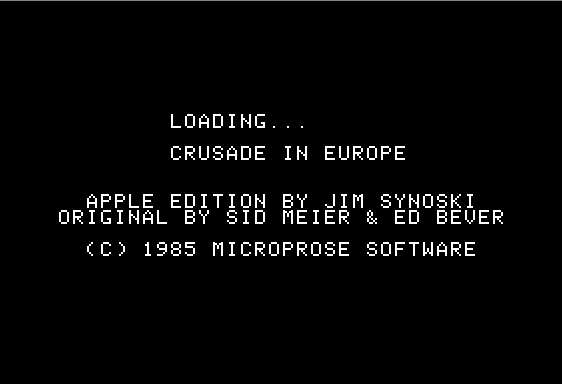 LOADING...
CRUSADE IN EUROPE
APPLE EDITION BY JIM SYNOSKI
ORIGINAL BY SID MEIER & ED BEVER
(C) 1985 MICROPROSE SOFTWARE